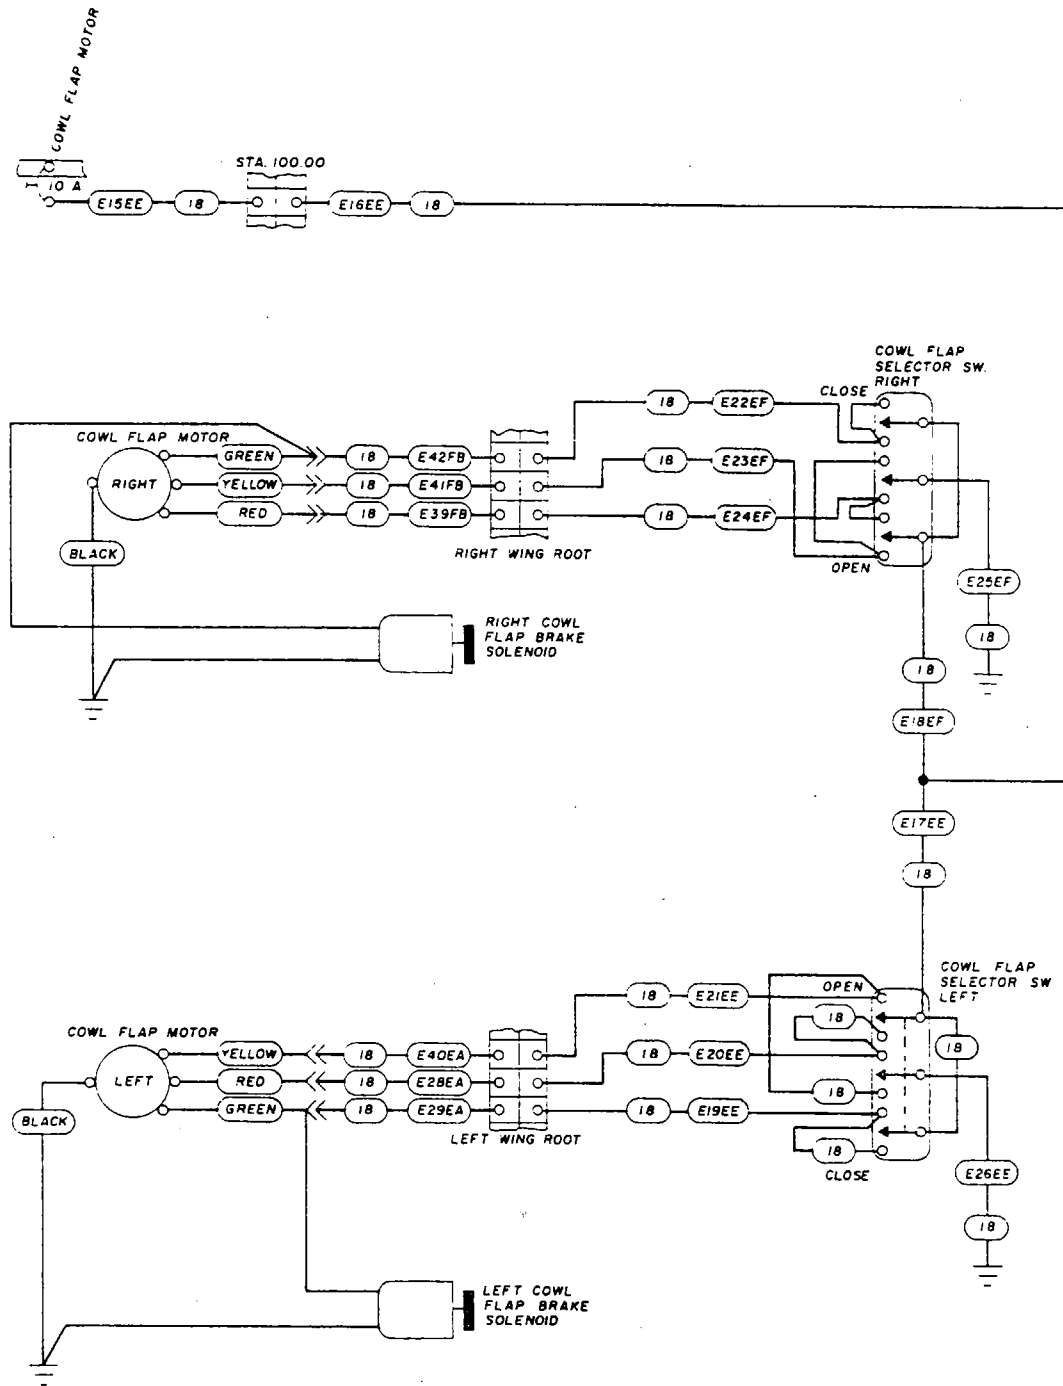 COWL FLAP MOTOR
10 A
E15EE
18
STA. 100.00
E16EE
18
COWL FLAP
SELECTOR SW.
RIGHT
CLOSE
18
E22EF
COWL FLAP MOTOR
GREEN
18
E42FB
18
E23EF
RIGHT
YELLOW
18
E41FB
RED
18
E39FB
18
E24EF
BLACK
RIGHT WING ROOT
OPEN
E25EF
18
RIGHT COWL
FLAP BRAKE
SOLENOID
18
E18EF
E17EE
18
COWL FLAP
SELECTOR SW
LEFT
OPEN
18
E21EE
18
COWL FLAP MOTOR
YELLOW
18
E40EA
18
E20EE
18
LEFT
RED
18
E28EA
18
GREEN
18
E29EA
18
E19EE
BLACK
LEFT WING ROOT
18
CLOSE
E26EE
18
LEFT COWL
FLAP BRAKE
SOLENOID